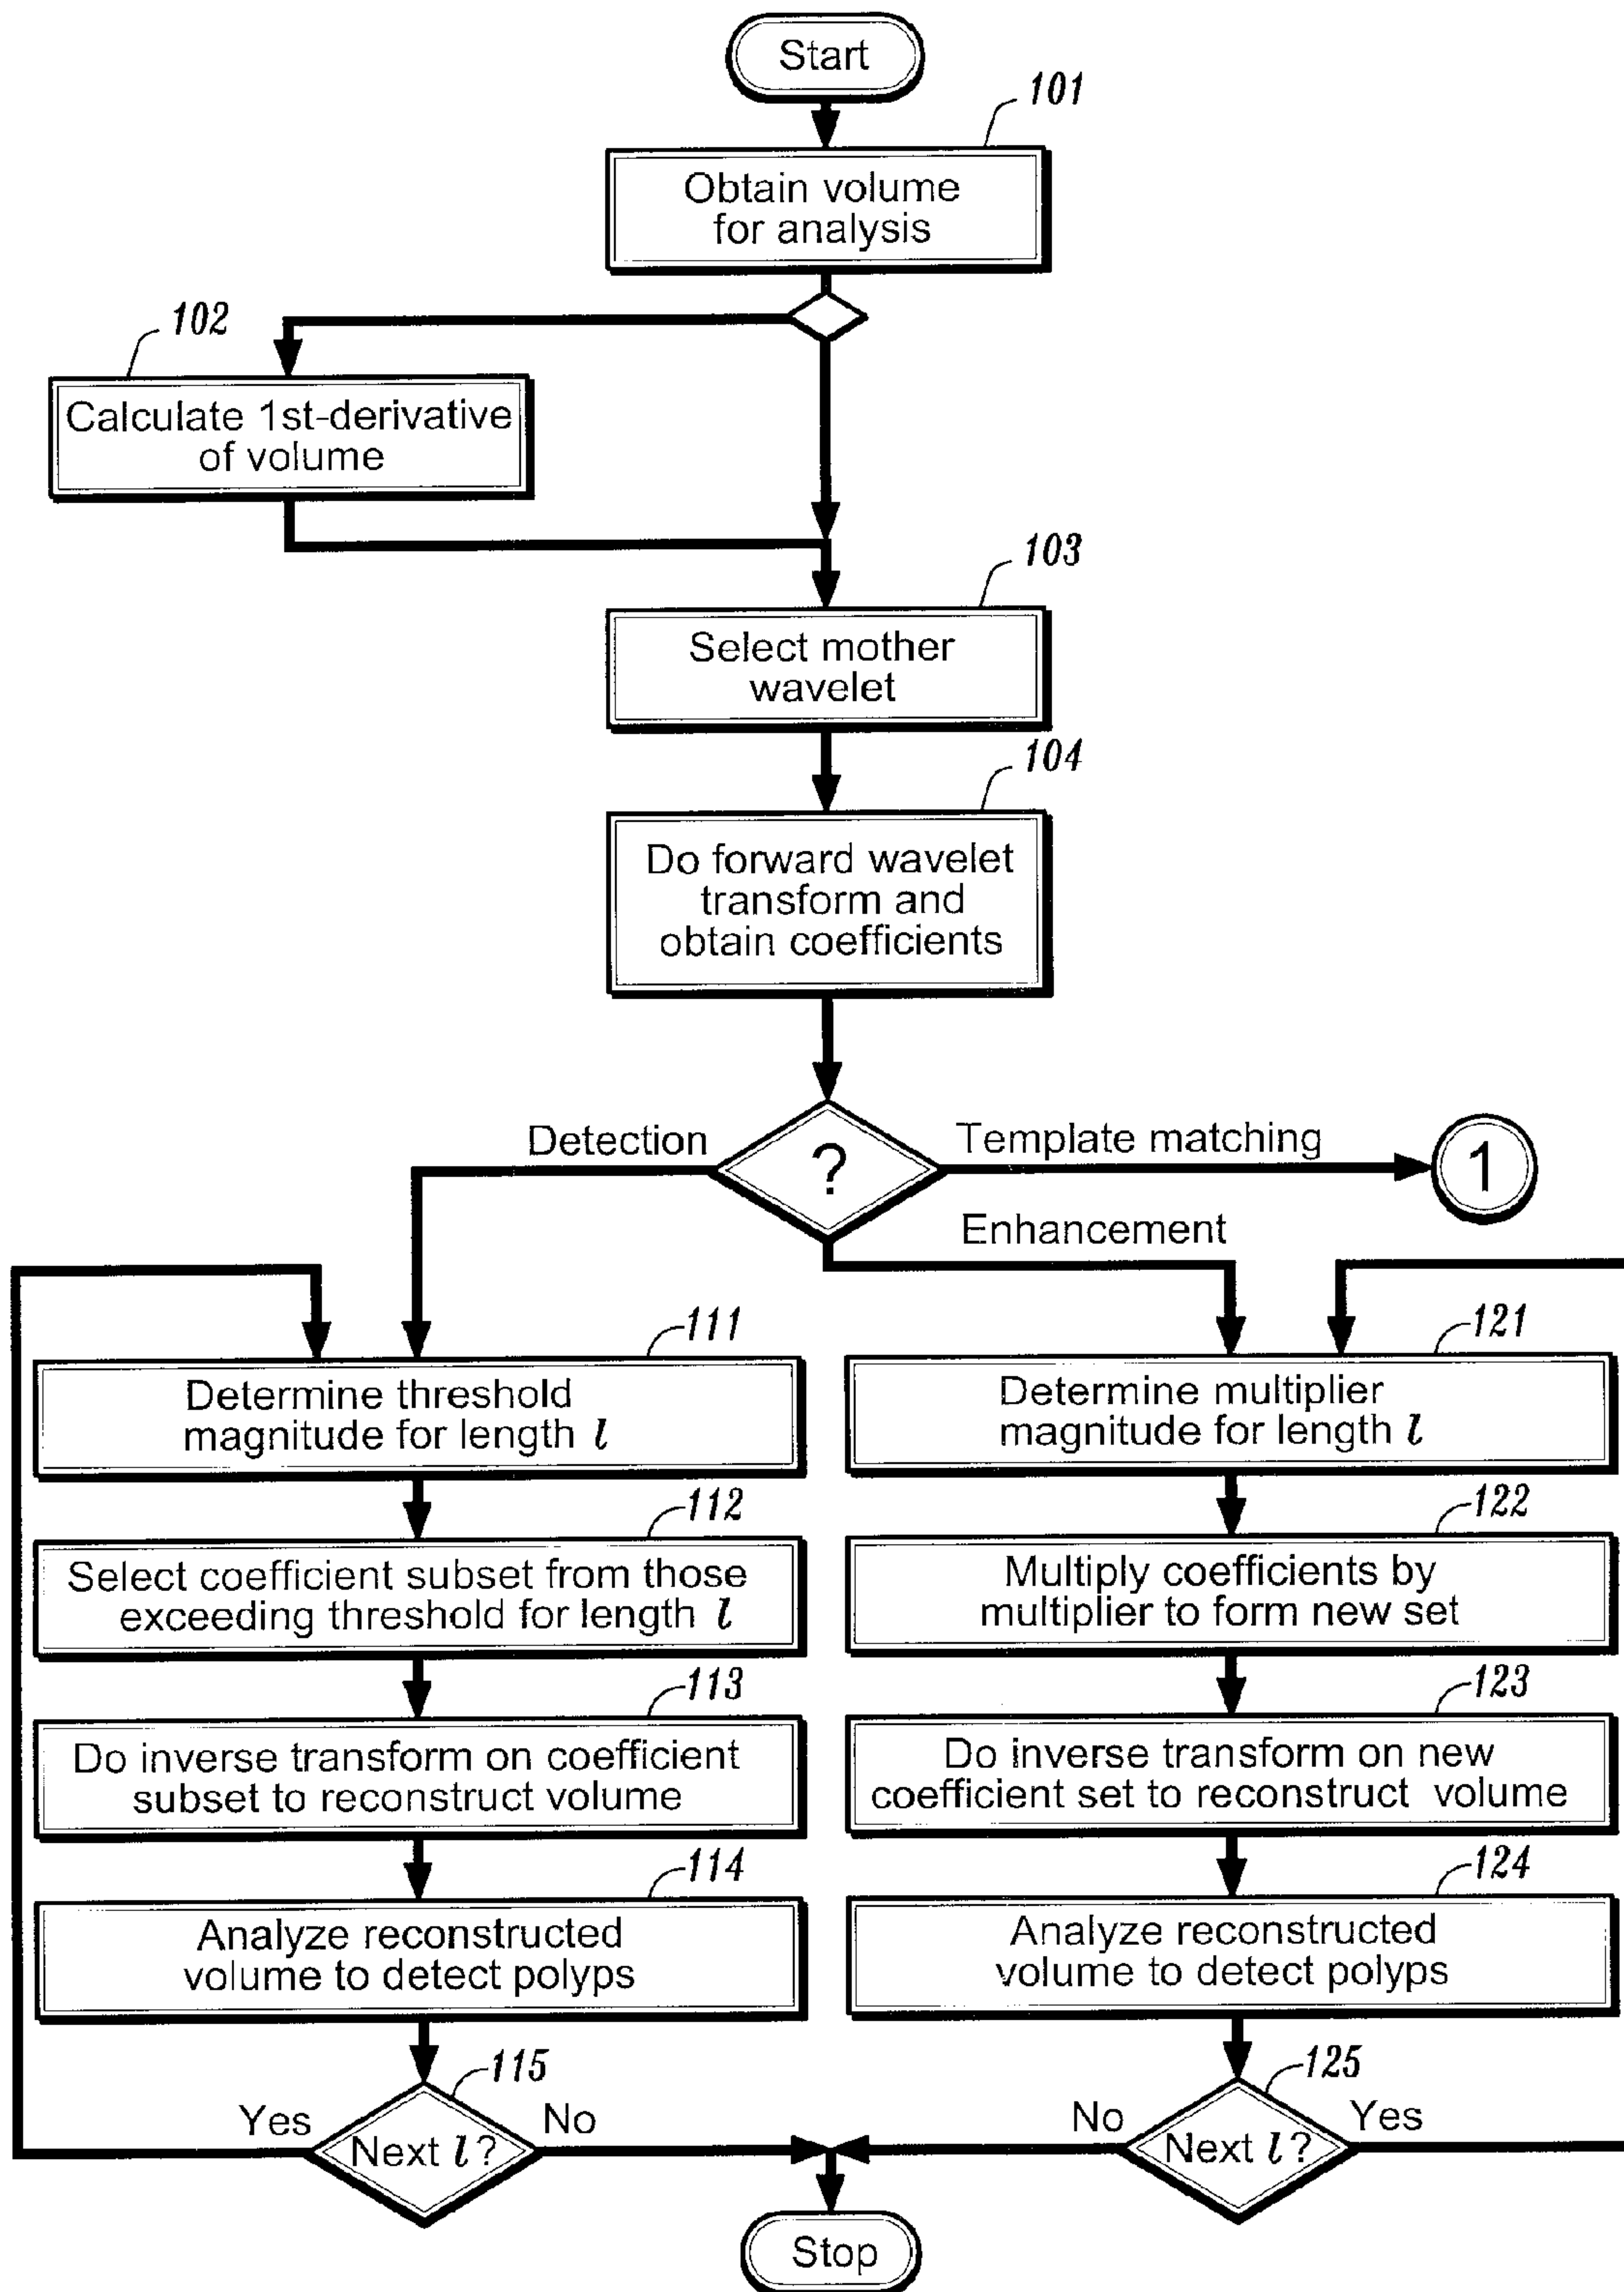 Start
101
Obtain volume
for analysis
102
Calculate 1st-derivative
of volume
103
Select mother
wavelet
104
Do forward wavelet
transform and
obtain coefficients
Detection
?
Template matching
1
Enhancement
111
Determine threshold
magnitude for length l
112
Select coefficient subset from those
exceeding threshold for length l
113
Do inverse transform on coefficient
subset to reconstruct volume
114
Analyze reconstructed
volume to detect polyps
115
Yes
Next l?
No
121
Determine multiplier
magnitude for length l
122
Multiply coefficients by
multiplier to form new set
123
Do inverse transform on new
coefficient set to reconstruct volume
124
Analyze reconstructed
volume to detect polyps
125
No
Next l?
Yes
Stop